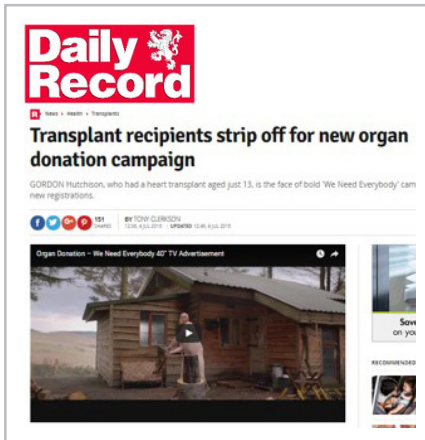 Daily
Record
R News Health Transplants
Transplant recipients strip off for new organ
donation campaign
GORDON Hutchison, who had a heart transplant aged just 13, is the face of bold 'We Need Everybody' cam
new registrations.
151
SHARES
BY TONY CLERKSON
UPDATED
Organ Donation – We Need Everybody 40" TV Advertisement
Save
on you
RECOMMENDED